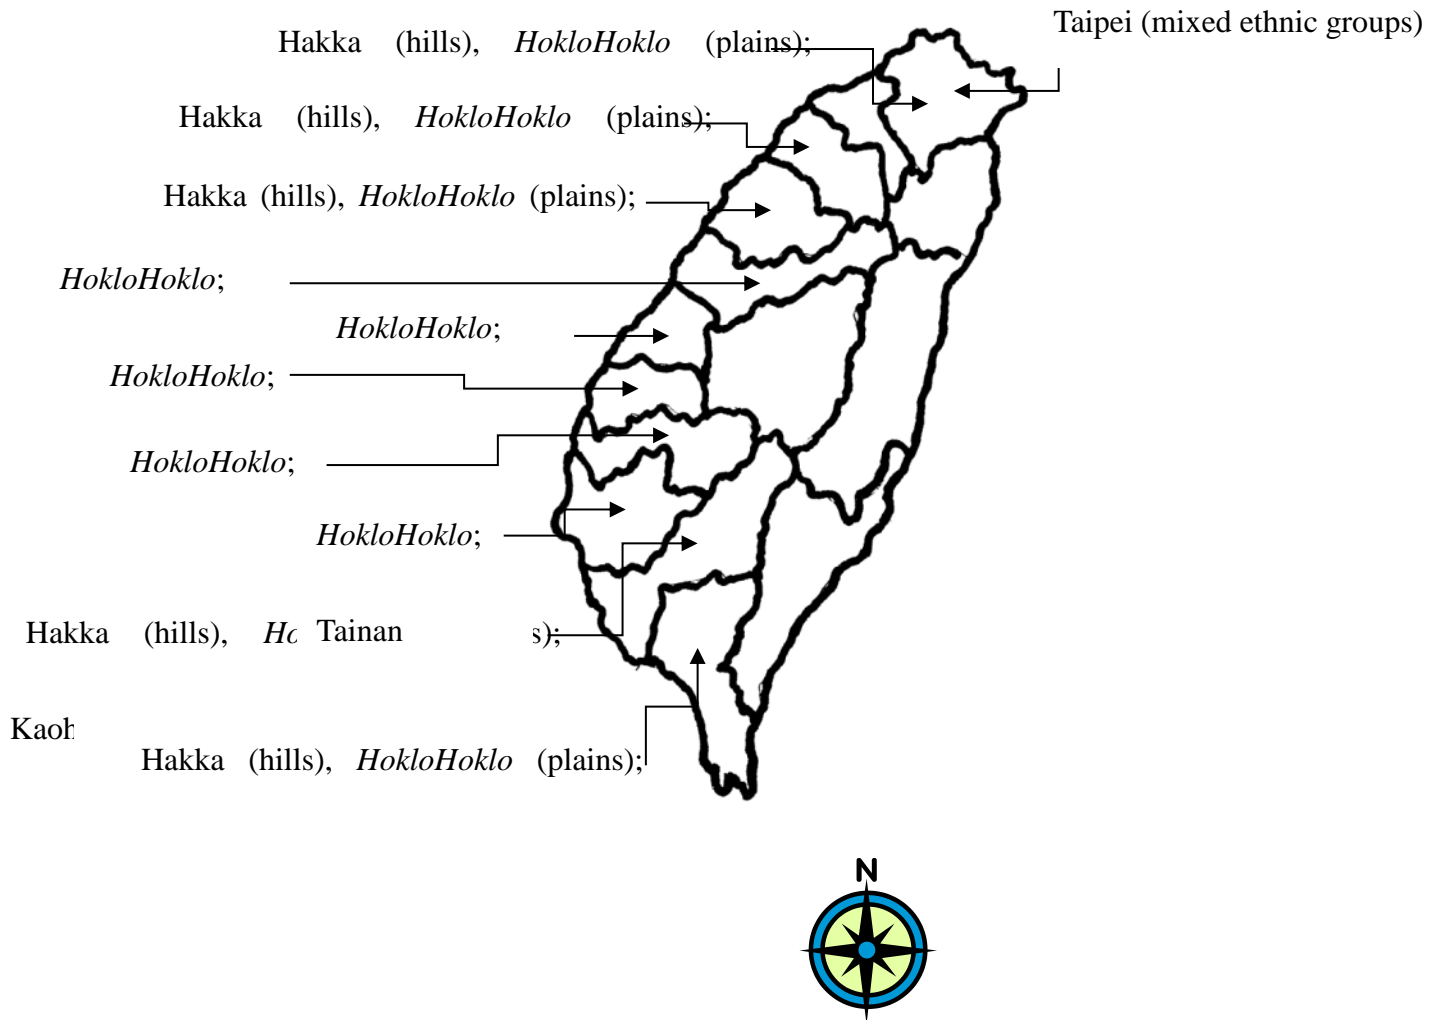 Taipei (mixed ethnic groups)
Hakka (hills), HokloHoklo (plains);
Hakka (hills), HokloHoklo (plains);
Hakka (hills), HokloHoklo (plains);
HokloHoklo;
HokloHoklo;
HokloHoklo;
HokloHoklo;
HokloHoklo;
Hakka (hills), Tainan s);
Hakka (hills), HokloHoklo (plains);
N